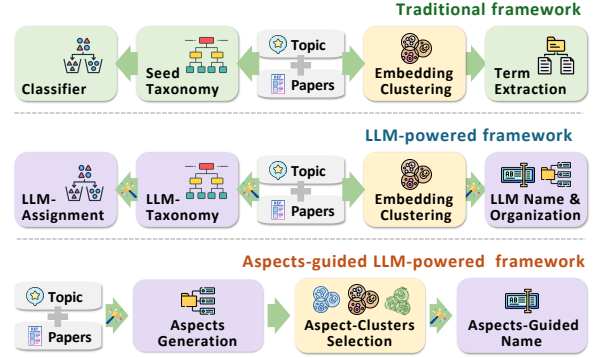 Traditional framework
Classifier
Seed
Taxonomy
Topic
Papers
Embedding
Clustering
Term
Extraction
LLM-powered framework
LLM-
Assignment
LLM-
Taxonomy
Topic
Papers
Embedding
Clustering
LLM Name &
Organization
Aspects-guided LLM-powered framework
Topic
Papers
Aspects
Generation
Aspect-Clusters
Selection
Aspects-Guided
Name